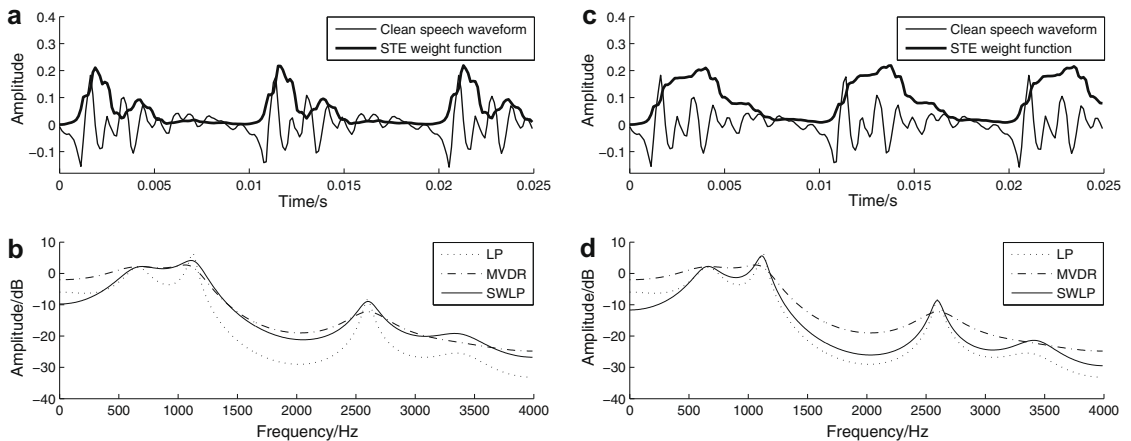 a
0.4
0.3
0.2
0.1
0
−0.1
Amplitude
Clean speech waveform
STE weight function
0 0.005 0.01 0.015 0.02 0.025
Time/s
c
0.4
0.3
0.2
0.1
0
−0.1
Amplitude
Clean speech waveform
STE weight function
0 0.005 0.01 0.015 0.02 0.025
Time/s
b
10
0
−10
−20
−30
−40
Amplitude/dB
LP
MVDR
SWLP
0 500 1000 1500 2000 2500 3000 3500 4000
Frequency/Hz
d
10
0
−10
−20
−30
−40
Amplitude/dB
LP
MVDR
SWLP
0 500 1000 1500 2000 2500 3000 3500 4000
Frequency/Hz